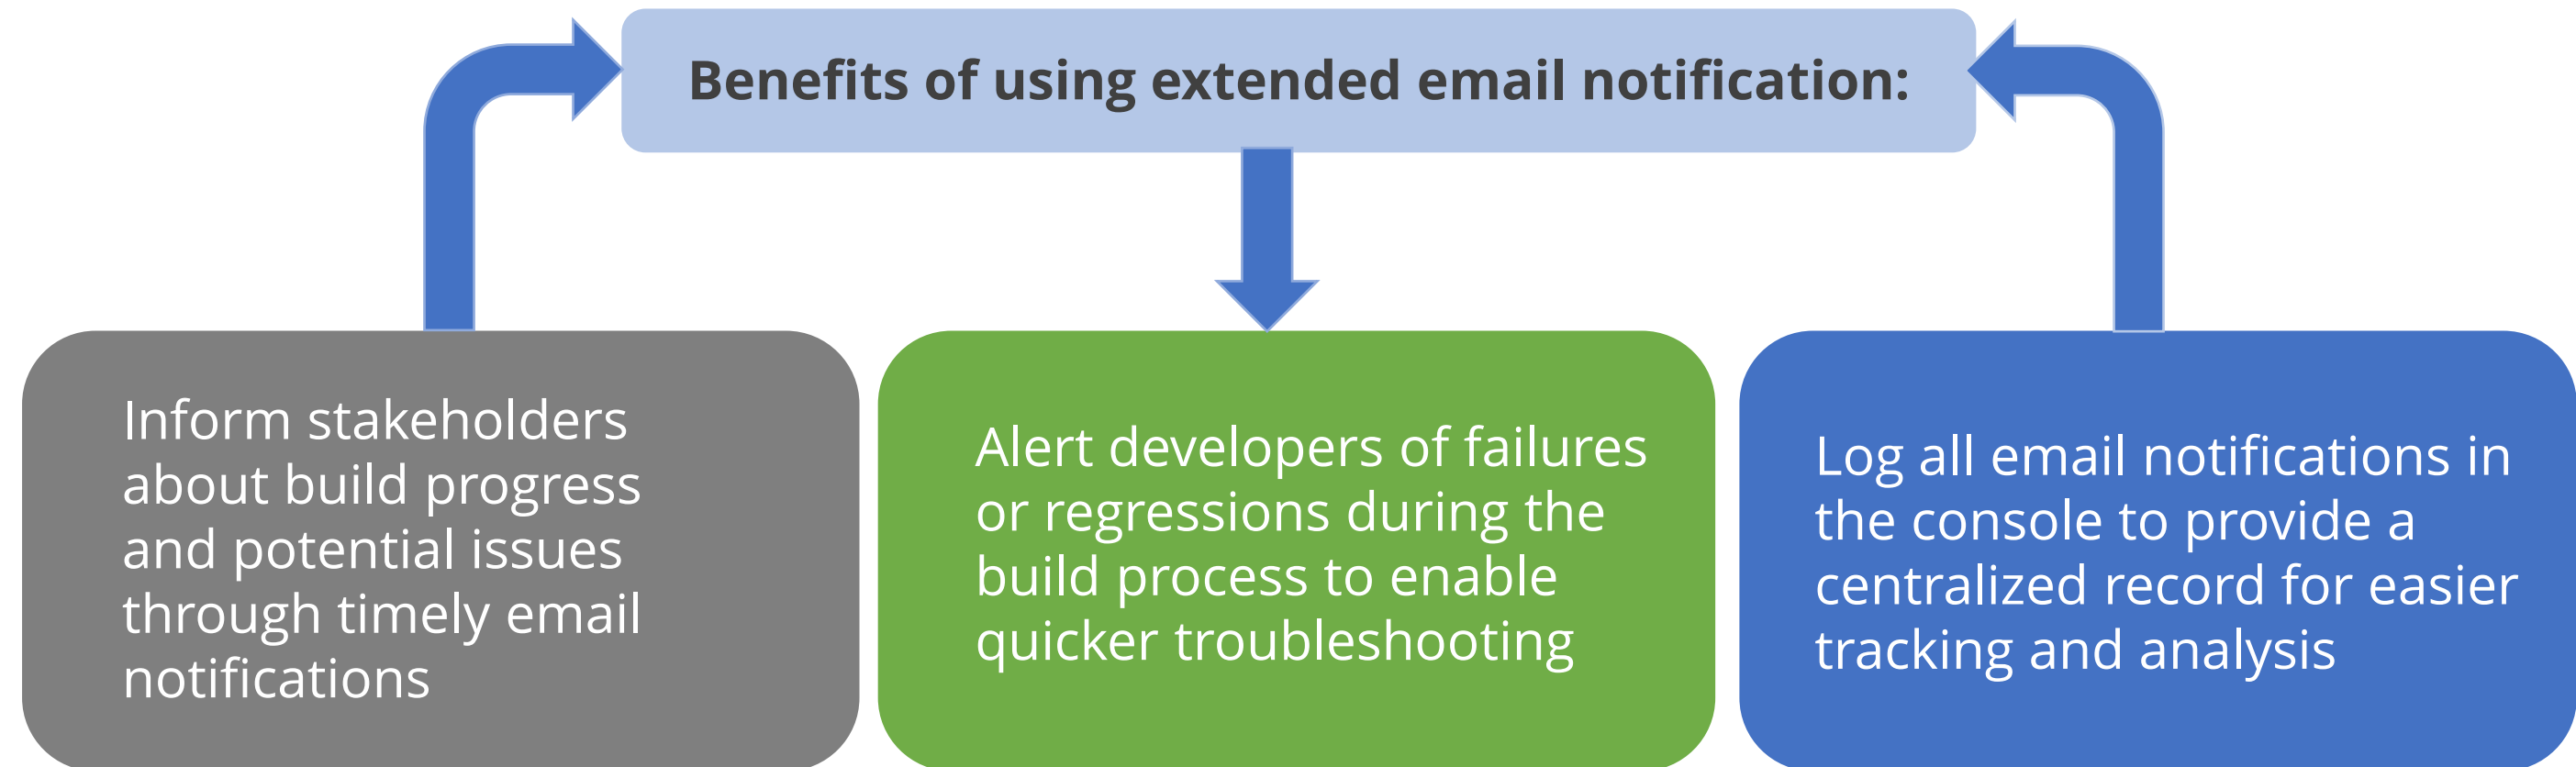 Benefits of using extended email notification:
Inform stakeholders
about build progress
and potential issues
through timely email
notifications
Alert developers of failures
or regressions during the
build process to enable
quicker troubleshooting
Log all email notifications in
the console to provide a
centralized record for easier
tracking and analysis